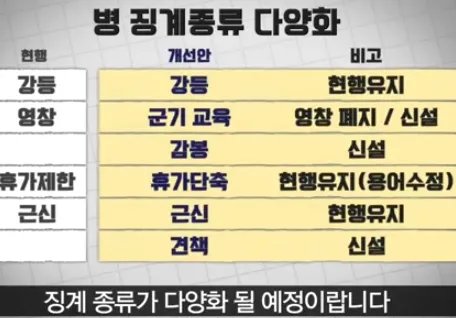 병 징계종류 다양화
현행 개선안 비고
강등 강등 현행유지
영창 군기 교육 영창 폐지 / 신설
감봉 신설
휴가제한 휴가단축 현행유지(용어수정)
근신 근신 현행유지
견책 신설
징계 종류가 다양화 될 예정이랍니다